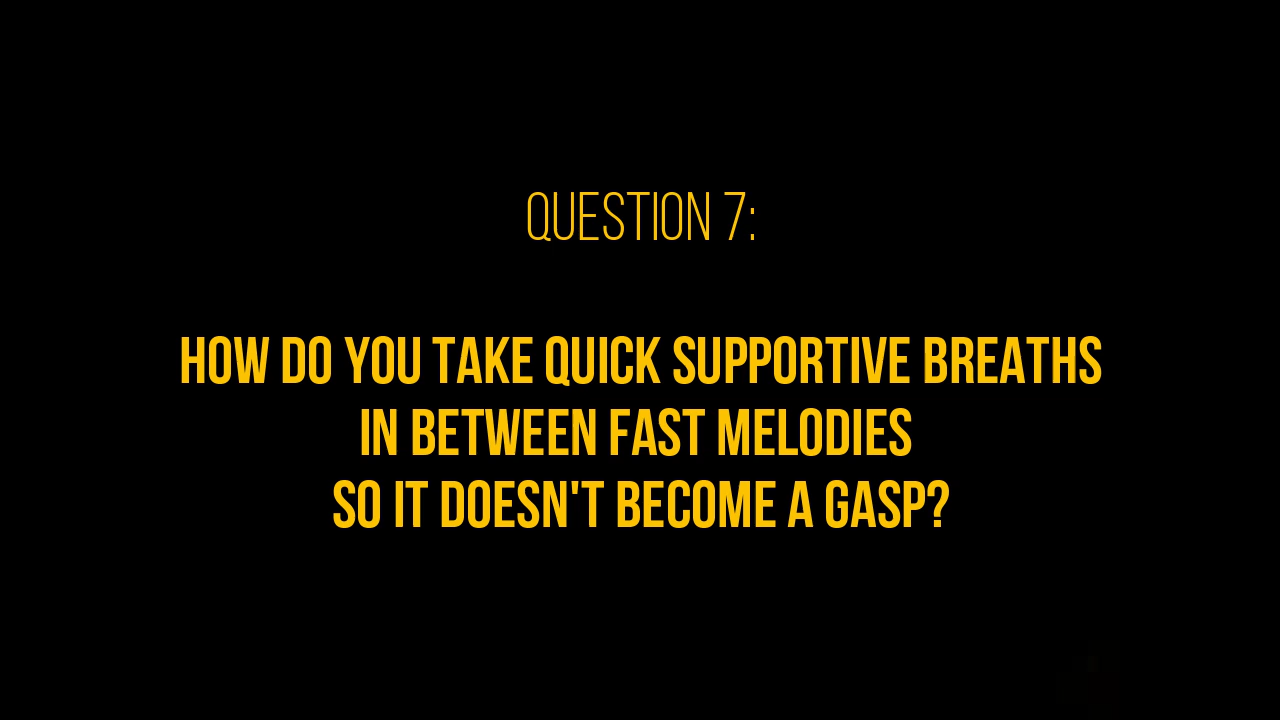 QUESTION 7:
HOW DO YOU TAKE QUICK SUPPORTIVE BREATHS
IN BETWEEN FAST MELODIES
SO IT DOESN'T BECOME A GASP?